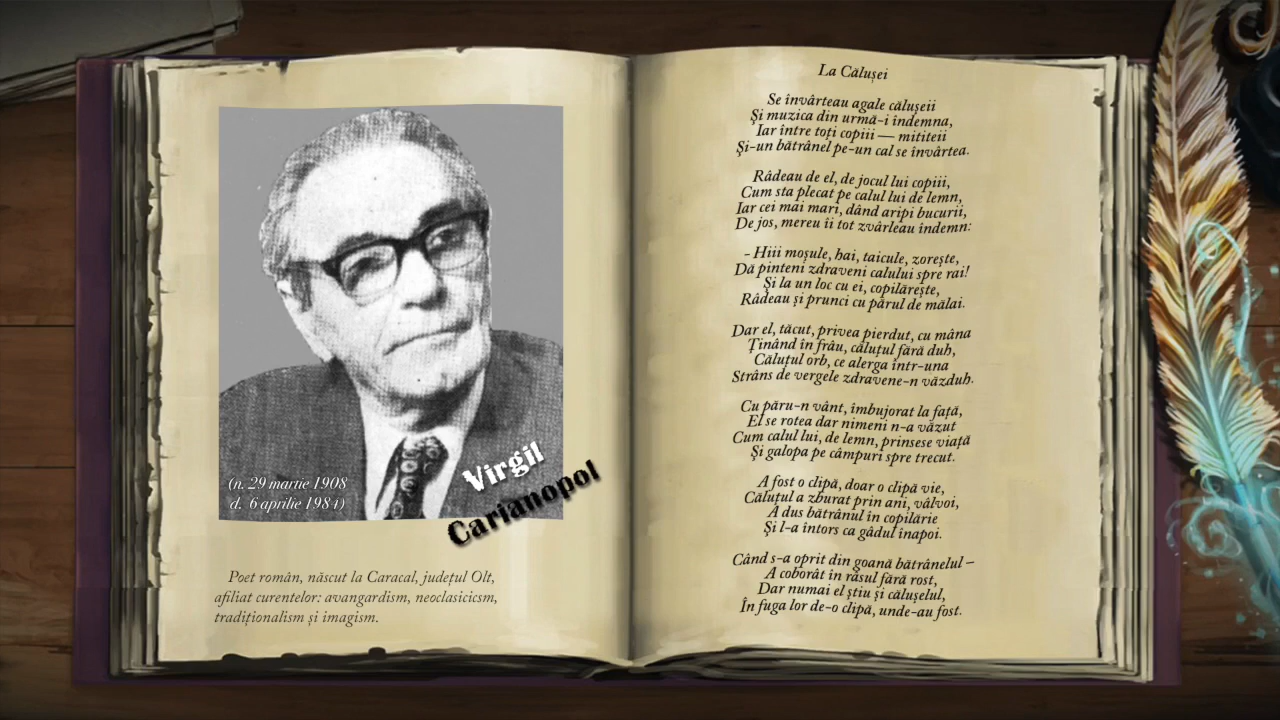 Virgil
Carianopol
(n. 29 martie 1908
d. 6 aprilie 1984)
Poet român, născut la Caracal, județul Olt,
afiliat curentelor: avangardism, neoclasicicsm,
tradiționalism și imagism.
La Călușei
Se învârteau agale călușeii
Și muzica din urmă-i îndemna,
Iar între toți copiii — mititeii
Și-un bătrânel pe-un cal se învârtea.
Râdeau de el, de jocul lui copiii,
Cum sta plecat pe calul lui de lemn,
Iar cei mai mari, dând aripi bucurii,
De jos, mereu îi tot zvârleau îndemn:
- Hiii moșule, hai, taicule, zorește,
Dă pinteni zdraveni calului spre rai!
Și la un loc cu ei, copilărește,
Râdeau și prunci cu părul de mălai.
Dar el, tăcut, privea pierdut, cu mâna
Ținând în frâu, căluțul fără duh,
Căluțul orb, ce alerga într-una
Strâns de vergele zdravene-n văzduh.
Cu păru-n vânt, îmbujorat la față,
El se rotea dar nimeni n-a văzut
Cum calul lui, de lemn, prinsese viață
Și galopa pe câmpuri spre trecut.
A fost o clipă, doar o clipă vie,
Căluțul a zburat prin ani, vâlvoi,
A dus bătrânul în copilărie
Și l-a întors ca gâdul înapoi.
Când s-a oprit din goană bătrânelul –
A coborât în râsul fără rost,
Dar numai el știu și călușelul,
În fuga lor de-o clipă, unde-au fost.